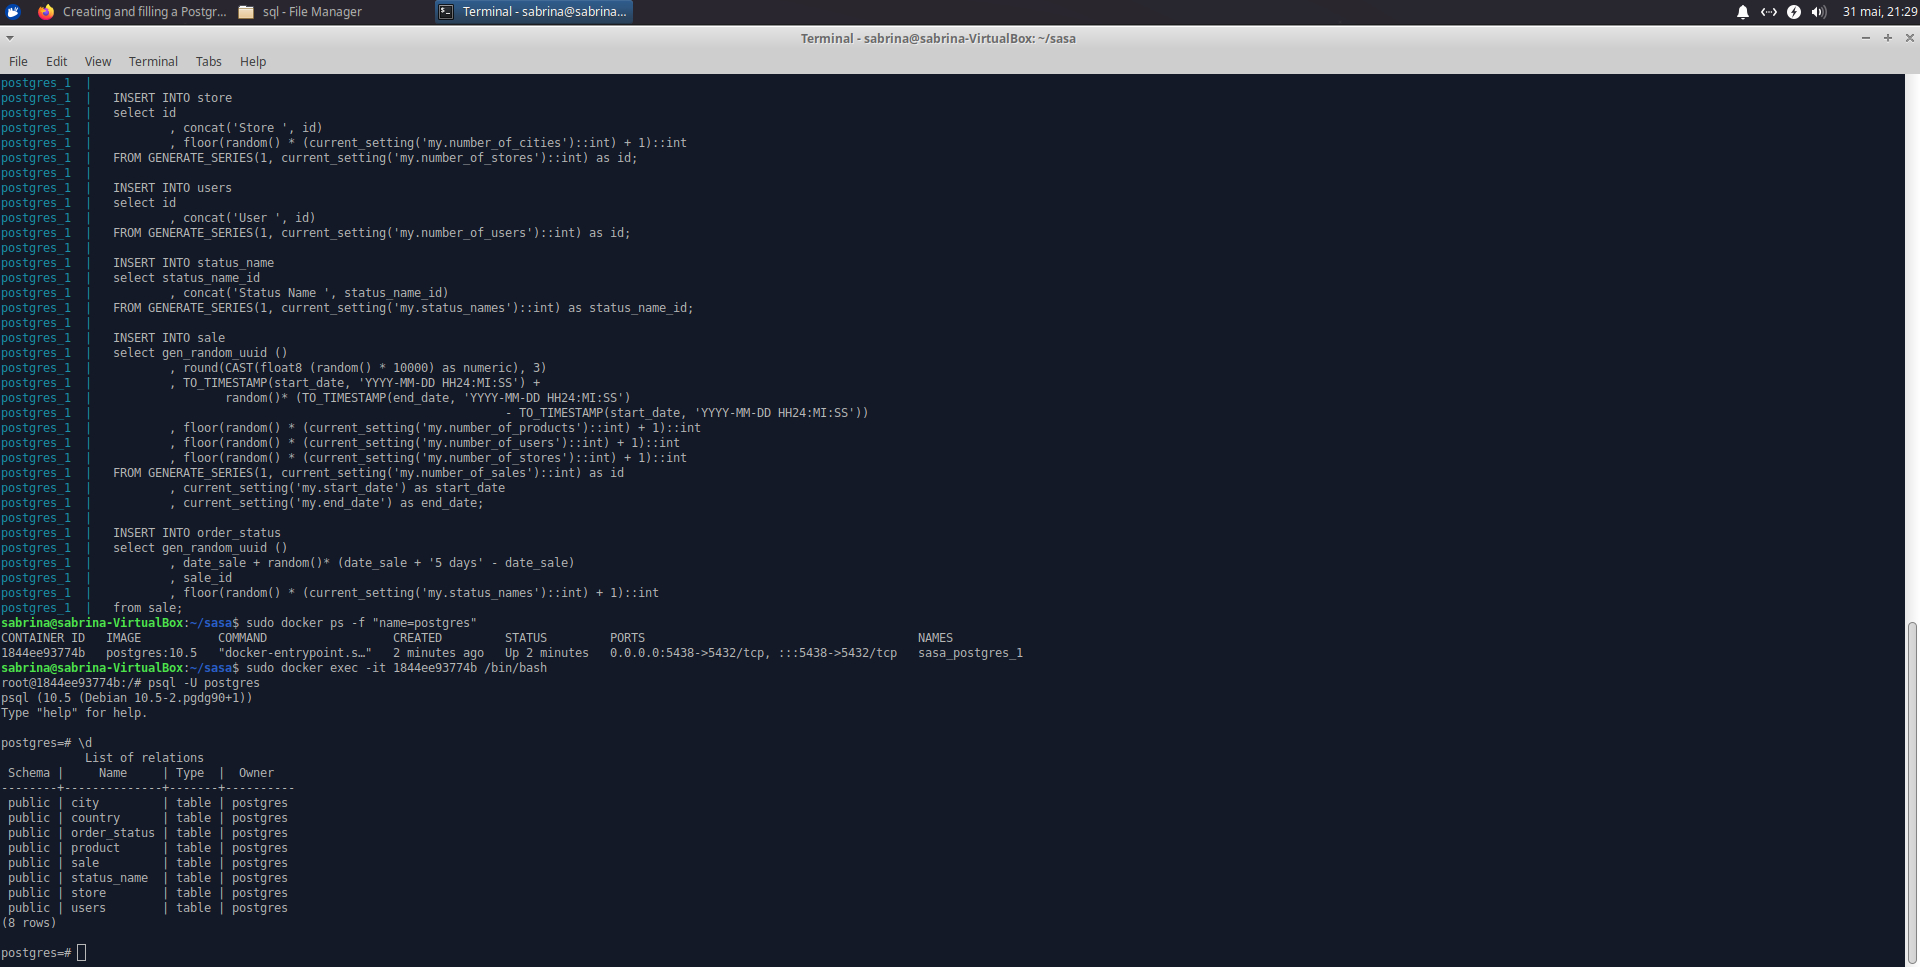 Creating and filling a Postgr... sql - File Manager Terminal - sabrina@sabrina... 31 mai, 21:29
Terminal - sabrina@sabrina-VirtualBox: ~/sasa
File Edit View Terminal Tabs Help
postgres_1  |
postgres_1  |   INSERT INTO store
postgres_1  |   select id
postgres_1  |           , concat('Store ', id)
postgres_1  |           , floor(random() * (current_setting('my.number_of_cities')::int) + 1)::int
postgres_1  |   FROM GENERATE_SERIES(1, current_setting('my.number_of_stores')::int) as id;
postgres_1  |
postgres_1  |   INSERT INTO users
postgres_1  |   select id
postgres_1  |           , concat('User ', id)
postgres_1  |   FROM GENERATE_SERIES(1, current_setting('my.number_of_users')::int) as id;
postgres_1  |
postgres_1  |   INSERT INTO status_name
postgres_1  |   select status_name_id
postgres_1  |           , concat('Status Name ', status_name_id)
postgres_1  |   FROM GENERATE_SERIES(1, current_setting('my.status_names')::int) as status_name_id;
postgres_1  |
postgres_1  |   INSERT INTO sale
postgres_1  |   select gen_random_uuid ()
postgres_1  |           , round(CAST(float8 (random() * 10000) as numeric), 3)
postgres_1  |           , TO_TIMESTAMP(start_date, 'YYYY-MM-DD HH24:MI:SS') +
postgres_1  |                   random()* (TO_TIMESTAMP(end_date, 'YYYY-MM-DD HH24:MI:SS')
postgres_1  |                                                           - TO_TIMESTAMP(start_date, 'YYYY-MM-DD HH24:MI:SS'))
postgres_1  |           , floor(random() * (current_setting('my.number_of_products')::int) + 1)::int
postgres_1  |           , floor(random() * (current_setting('my.number_of_users')::int) + 1)::int
postgres_1  |           , floor(random() * (current_setting('my.number_of_stores')::int) + 1)::int
postgres_1  |   FROM GENERATE_SERIES(1, current_setting('my.number_of_sales')::int) as id
postgres_1  |           , current_setting('my.start_date') as start_date
postgres_1  |           , current_setting('my.end_date') as end_date;
postgres_1  |
postgres_1  |   INSERT INTO order_status
postgres_1  |   select gen_random_uuid ()
postgres_1  |           , date_sale + random()* (date_sale + '5 days' - date_sale)
postgres_1  |           , sale_id
postgres_1  |           , floor(random() * (current_setting('my.status_names')::int) + 1)::int
postgres_1  |   from sale;
sabrina@sabrina-VirtualBox:~/sasa$ sudo docker ps -f "name=postgres"
CONTAINER ID   IMAGE           COMMAND                  CREATED         STATUS         PORTS                                       NAMES
1844ee93774b   postgres:10.5   "docker-entrypoint.s…"   2 minutes ago   Up 2 minutes   0.0.0.0:5438->5432/tcp, :::5438->5432/tcp   sasa_postgres_1
sabrina@sabrina-VirtualBox:~/sasa$ sudo docker exec -it 1844ee93774b /bin/bash
root@1844ee93774b:/# psql -U postgres
psql (10.5 (Debian 10.5-2.pgdg90+1))
Type "help" for help.
postgres=# \d
            List of relations
 Schema |     Name     | Type  |  Owner
--------+--------------+-------+----------
 public | city         | table | postgres
 public | country      | table | postgres
 public | order_status | table | postgres
 public | product      | table | postgres
 public | sale         | table | postgres
 public | status_name  | table | postgres
 public | store        | table | postgres
 public | users        | table | postgres
(8 rows)
postgres=#